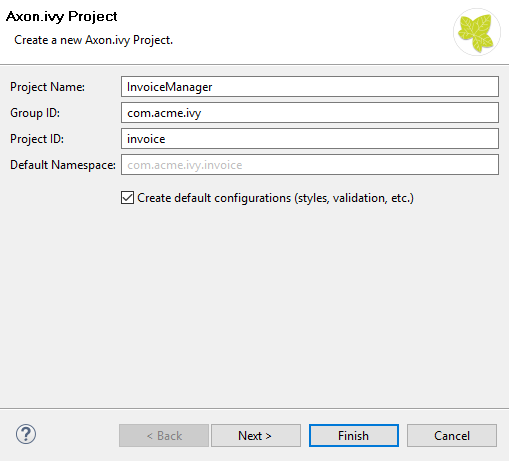 Axon.ivy Project
Create a new Axon.ivy Project.
Project Name: InvoiceManager
Group ID: com.acme.ivy
Project ID: invoice
Default Namespace: com.acme.ivy.invoice
Create default configurations (styles, validation, etc.)
? < Back Next > Finish Cancel